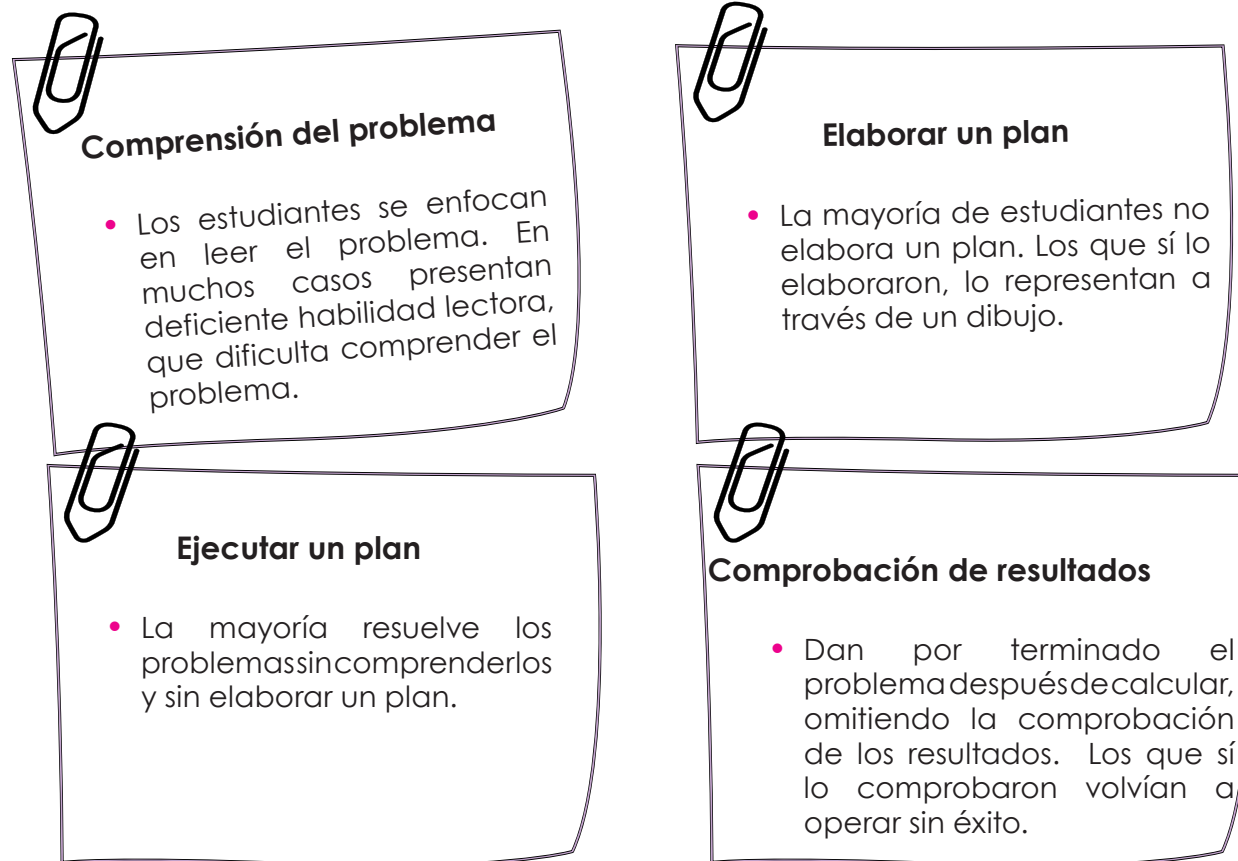 Comprensión del problema
• Los estudiantes se enfocan
en leer el problema. En
muchos casos presentan
deficiente habilidad lectora,
que dificulta comprender el
problema.
Elaborar un plan
• La mayoría de estudiantes no
elabora un plan. Los que sí lo
elaboraron, lo representan a
través de un dibujo.
Ejecutar un plan
• La mayoría resuelve los
problemassincomprenderlos
y sin elaborar un plan.
Comprobación de resultados
• Dan por terminado el
problemadespuésdecalcular,
omitiendo la comprobación
de los resultados. Los que sí
lo comprobaron volvían a
operar sin éxito.